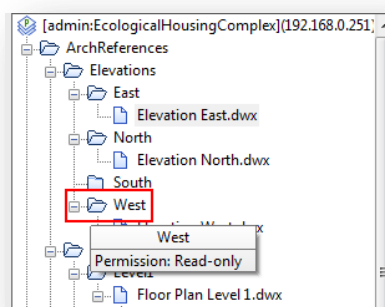 [admin:EcologicalHousingComplex](192.168.0.251)
ArchReferences
Elevations
East
Elevation East.dwx
North
Elevation North.dwx
South
West
West
Permission: Read-only
Level1
Floor Plan Level 1.dwx